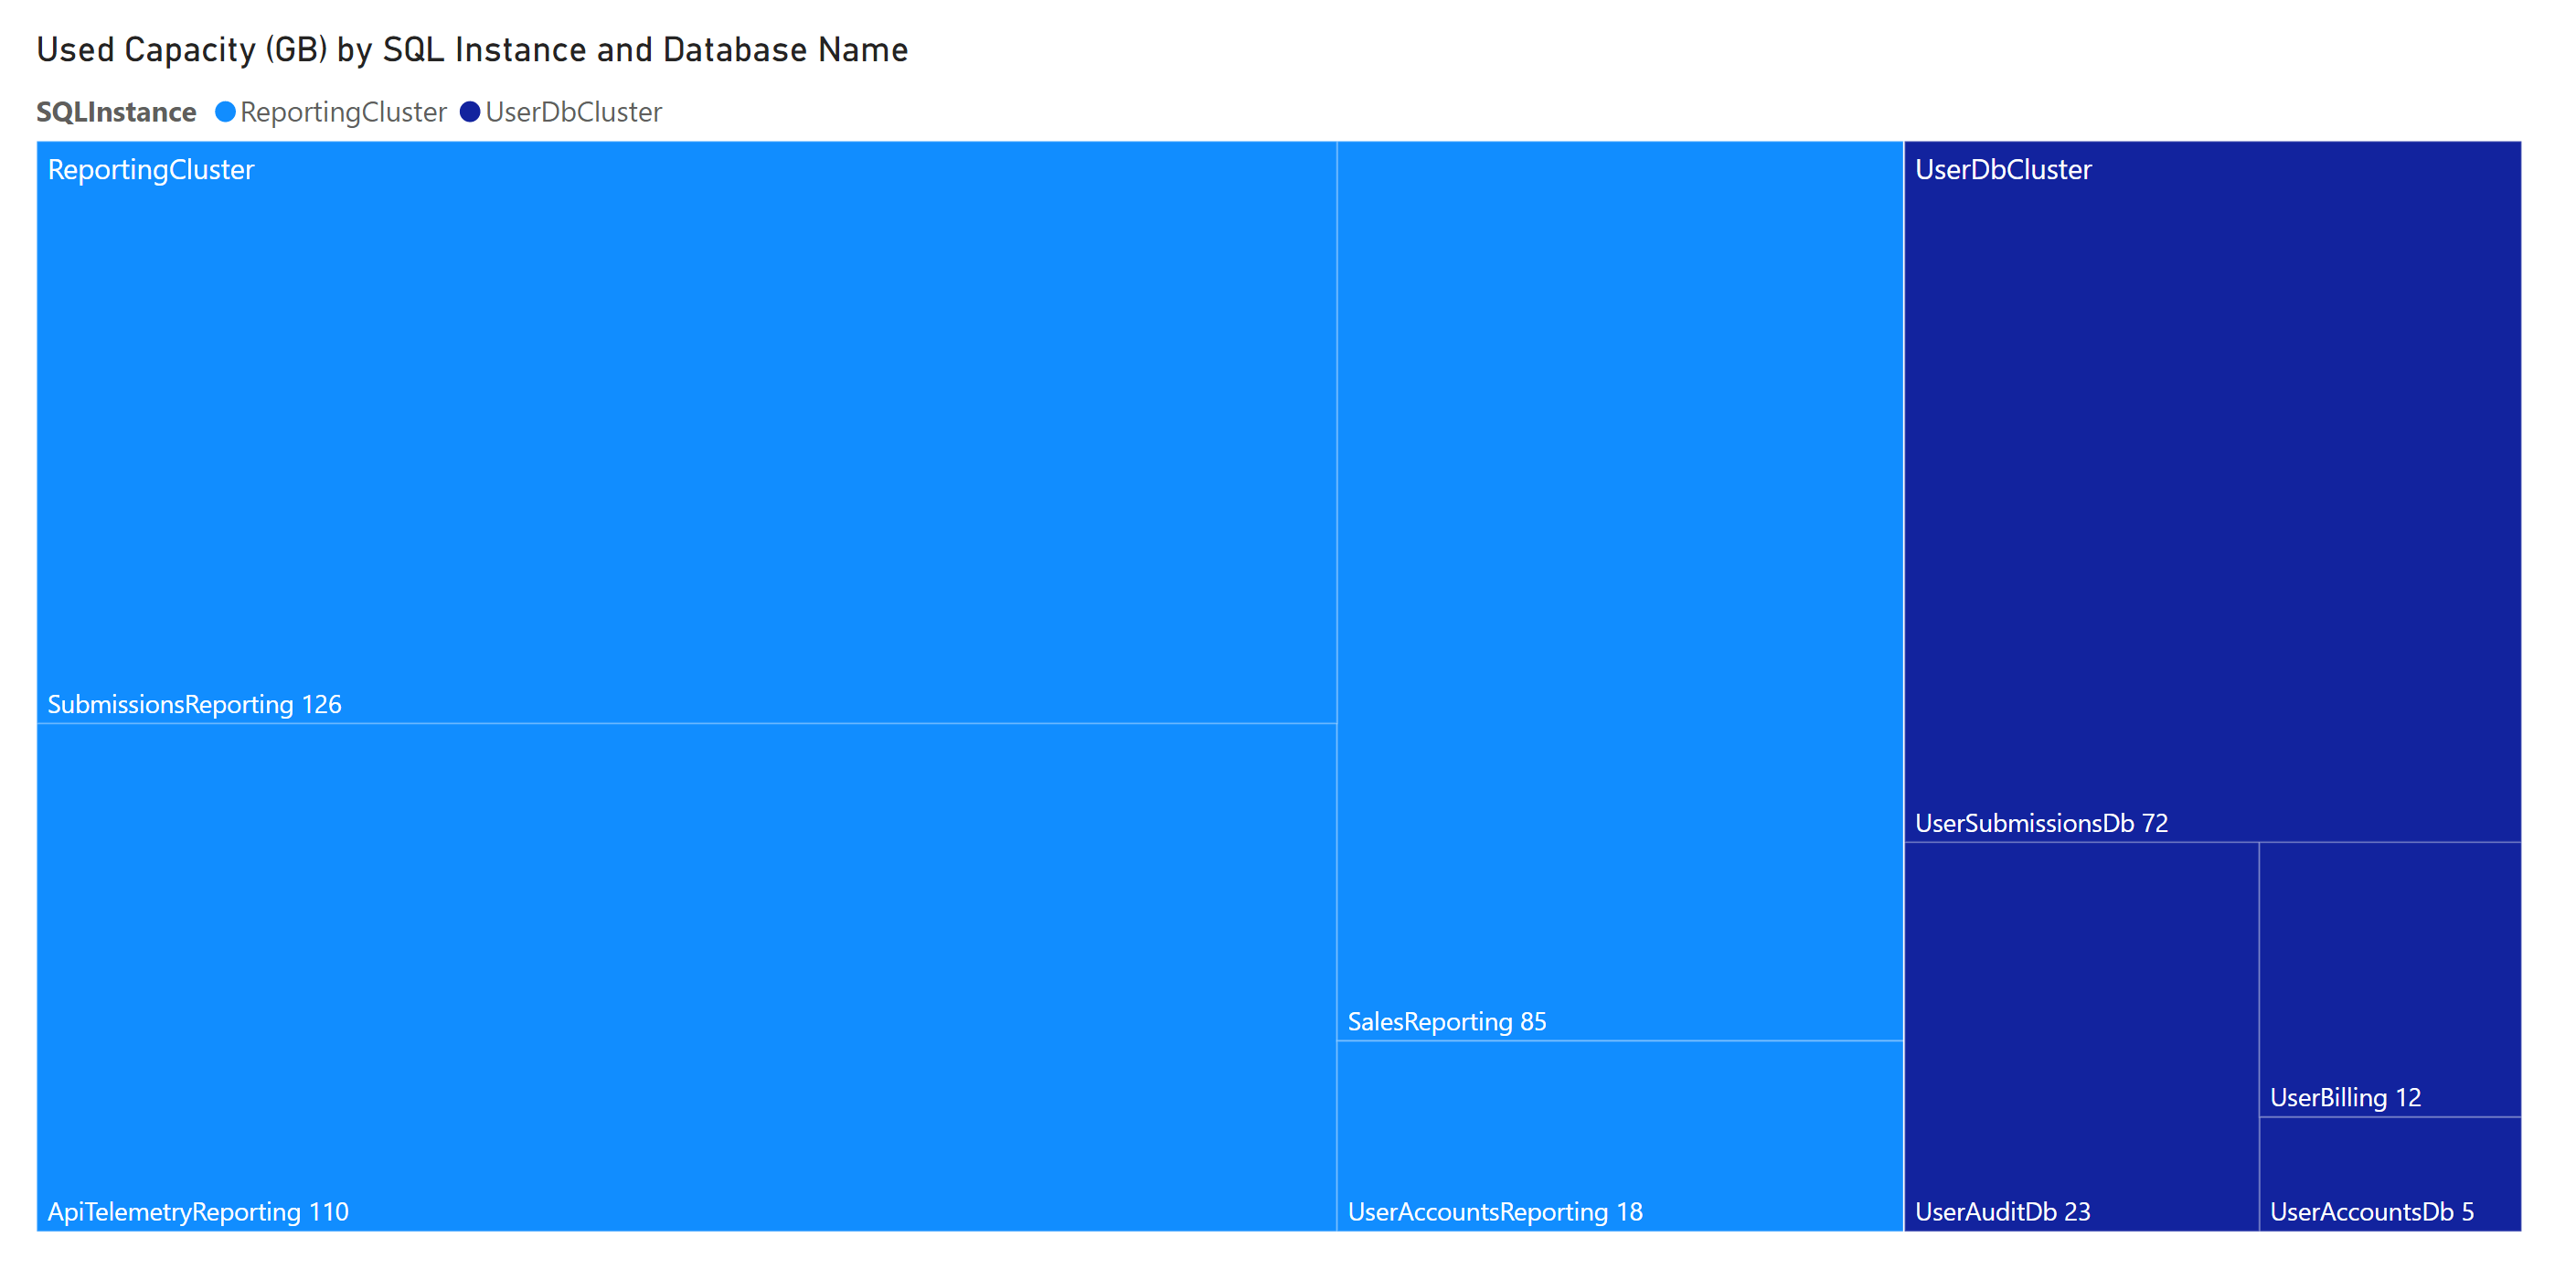 Used Capacity (GB) by SQL Instance and Database Name
SQLInstance ReportingCluster UserDbCluster
ReportingCluster
SubmissionsReporting 126
ApiTelemetryReporting 110
SalesReporting 85
UserAccountsReporting 18
UserDbCluster
UserSubmissionsDb 72
UserAuditDb 23
UserBilling 12
UserAccountsDb 5